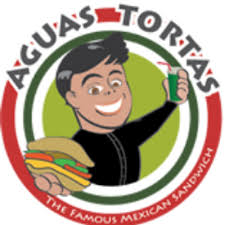 AGUAS TORTAS
THE FAMOUS MEXICAN SANDWICH